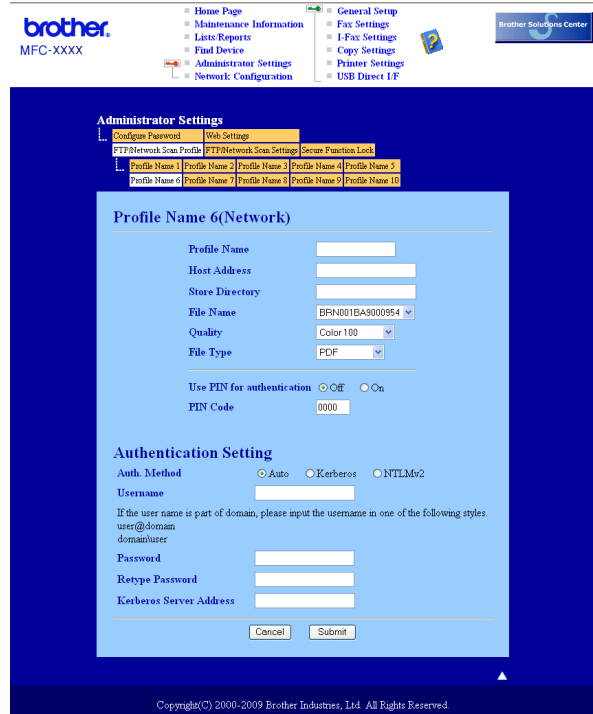 brother.
MFC-XXXX
Home Page
Maintenance Information
Lists/Reports
Find Device
Administrator Settings
Network Configuration
General Setup
Fax Settings
I-Fax Settings
Copy Settings
Printer Settings
USB Direct I/F
Brother Solutions Center
Administrator Settings
Configure Password Web Settings
FTP/Network Scan Profile FTP/Network Scan Settings Secure Function Lock
Profile Name 1 Profile Name 2 Profile Name 3 Profile Name 4 Profile Name 5
Profile Name 6 Profile Name 7 Profile Name 8 Profile Name 9 Profile Name 10
Profile Name 6(Network)
Profile Name
Host Address
Store Directory
File Name BRN001BA9000954
Quality Color 100
File Type PDF
Use PIN for authentication Off On
PIN Code 0000
Authentication Setting
Auth. Method Auto Kerberos NTLMv2
Username
If the user name is part of domain, please input the username in one of the following styles.
user@domain
domain\user
Password
Retype Password
Kerberos Server Address
Cancel Submit
Copyright(C) 2000-2009 Brother Industries, Ltd. All Rights Reserved.